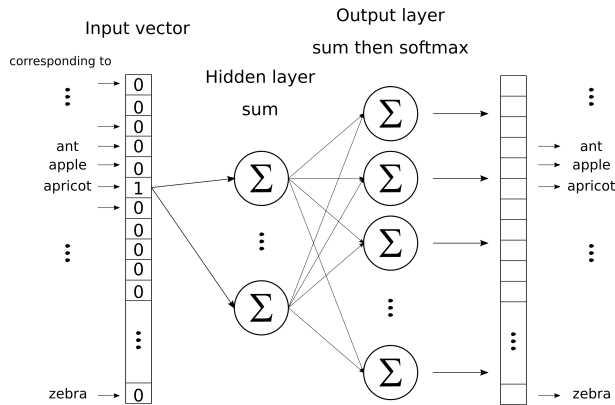 Input vector
corresponding to
0
0
0
ant 0
apple 0
apricot 1
0
0
0
0
0
zebra 0
Hidden layer
sum
Σ
Σ
Output layer
sum then softmax
Σ
Σ
Σ
Σ
ant
apple
apricot
zebra